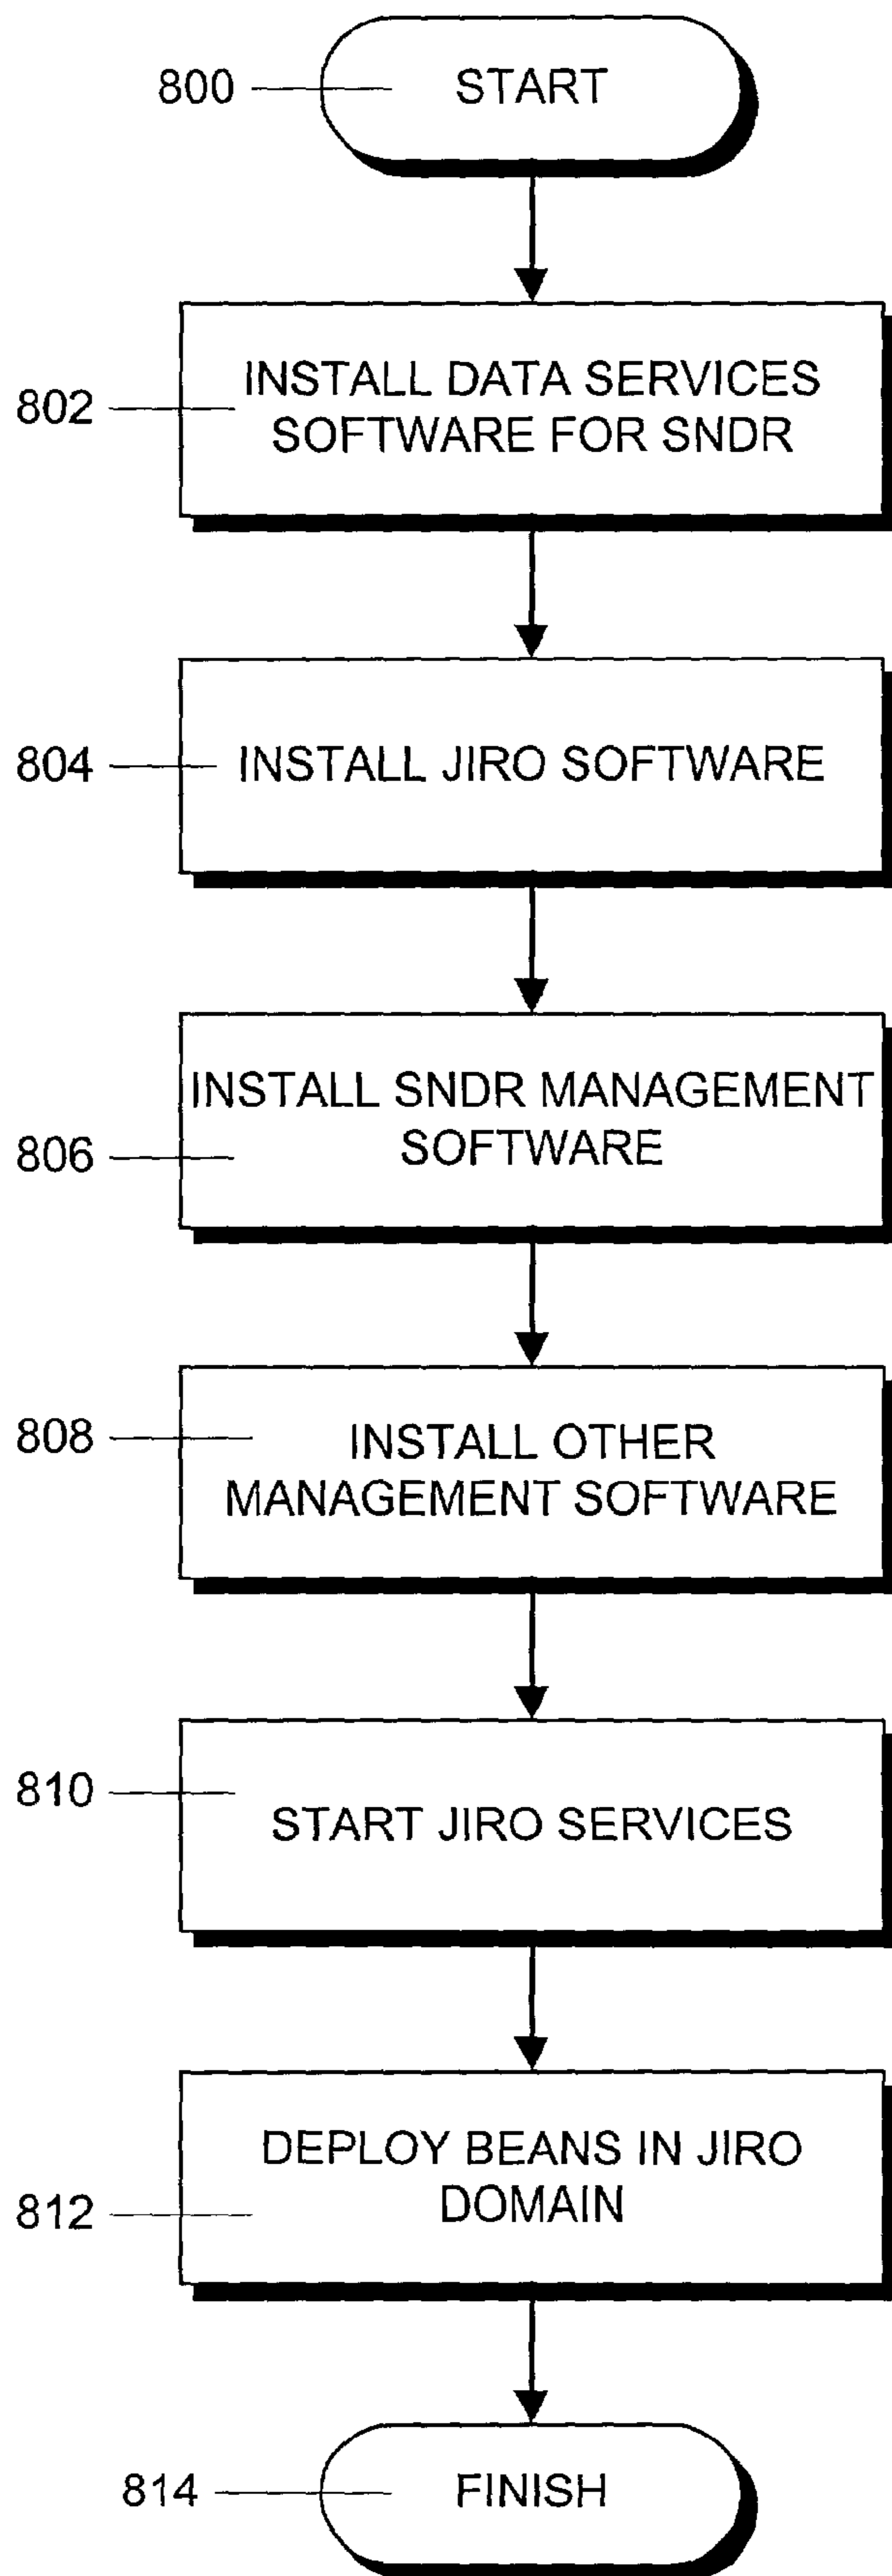 800
START
802
INSTALL DATA SERVICES
SOFTWARE FOR SNDR
804
INSTALL JIRO SOFTWARE
806
INSTALL SNDR MANAGEMENT
SOFTWARE
808
INSTALL OTHER
MANAGEMENT SOFTWARE
810
START JIRO SERVICES
812
DEPLOY BEANS IN JIRO
DOMAIN
814
FINISH